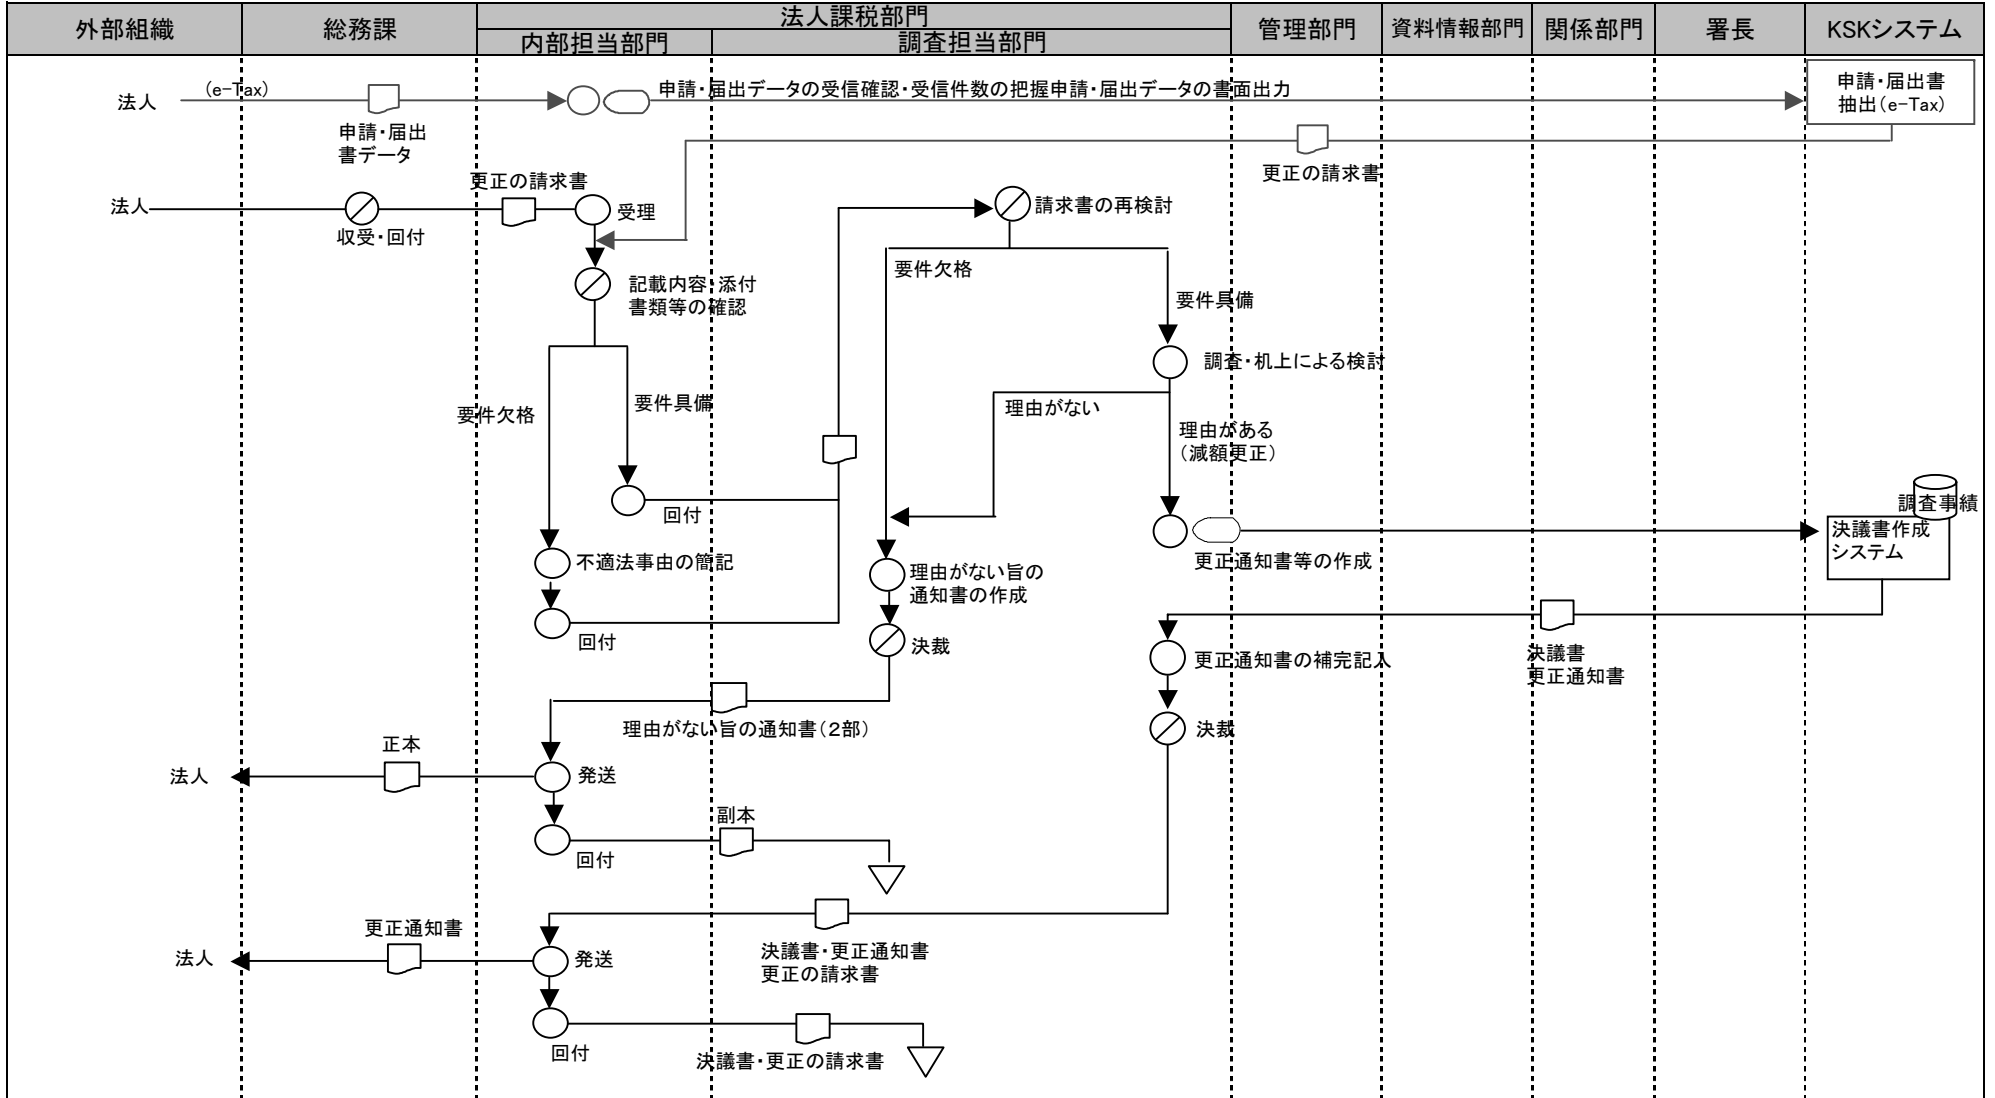 外部組織
総務課
法人課税部門
内部担当部門
調査担当部門
管理部門
資料情報部門
関係部門
署長
KSKシステム
法人
(e-Tax)
申請・届出
書データ
申請・届出データの受信確認・受信件数の把握申請・届出データの書面出力
申請・届出書
抽出(e-Tax)
更正の請求書
法人
収受・回付
更正の請求書
受理
請求書の再検討
記載内容・添付
書類等の確認
要件欠格
要件具備
調査・机上による検討
要件欠格
要件具備
理由がない
理由がある
(減額更正)
回付
調査事績
決議書作成
システム
不適法事由の簡記
理由がない旨の
通知書の作成
更正通知書等の作成
回付
決裁
更正通知書の補完記入
決議書
更正通知書
理由がない旨の通知書(2部)
決裁
正本
法人
発送
副本
回付
更正通知書
法人
発送
決議書・更正通知書
更正の請求書
回付
決議書・更正の請求書